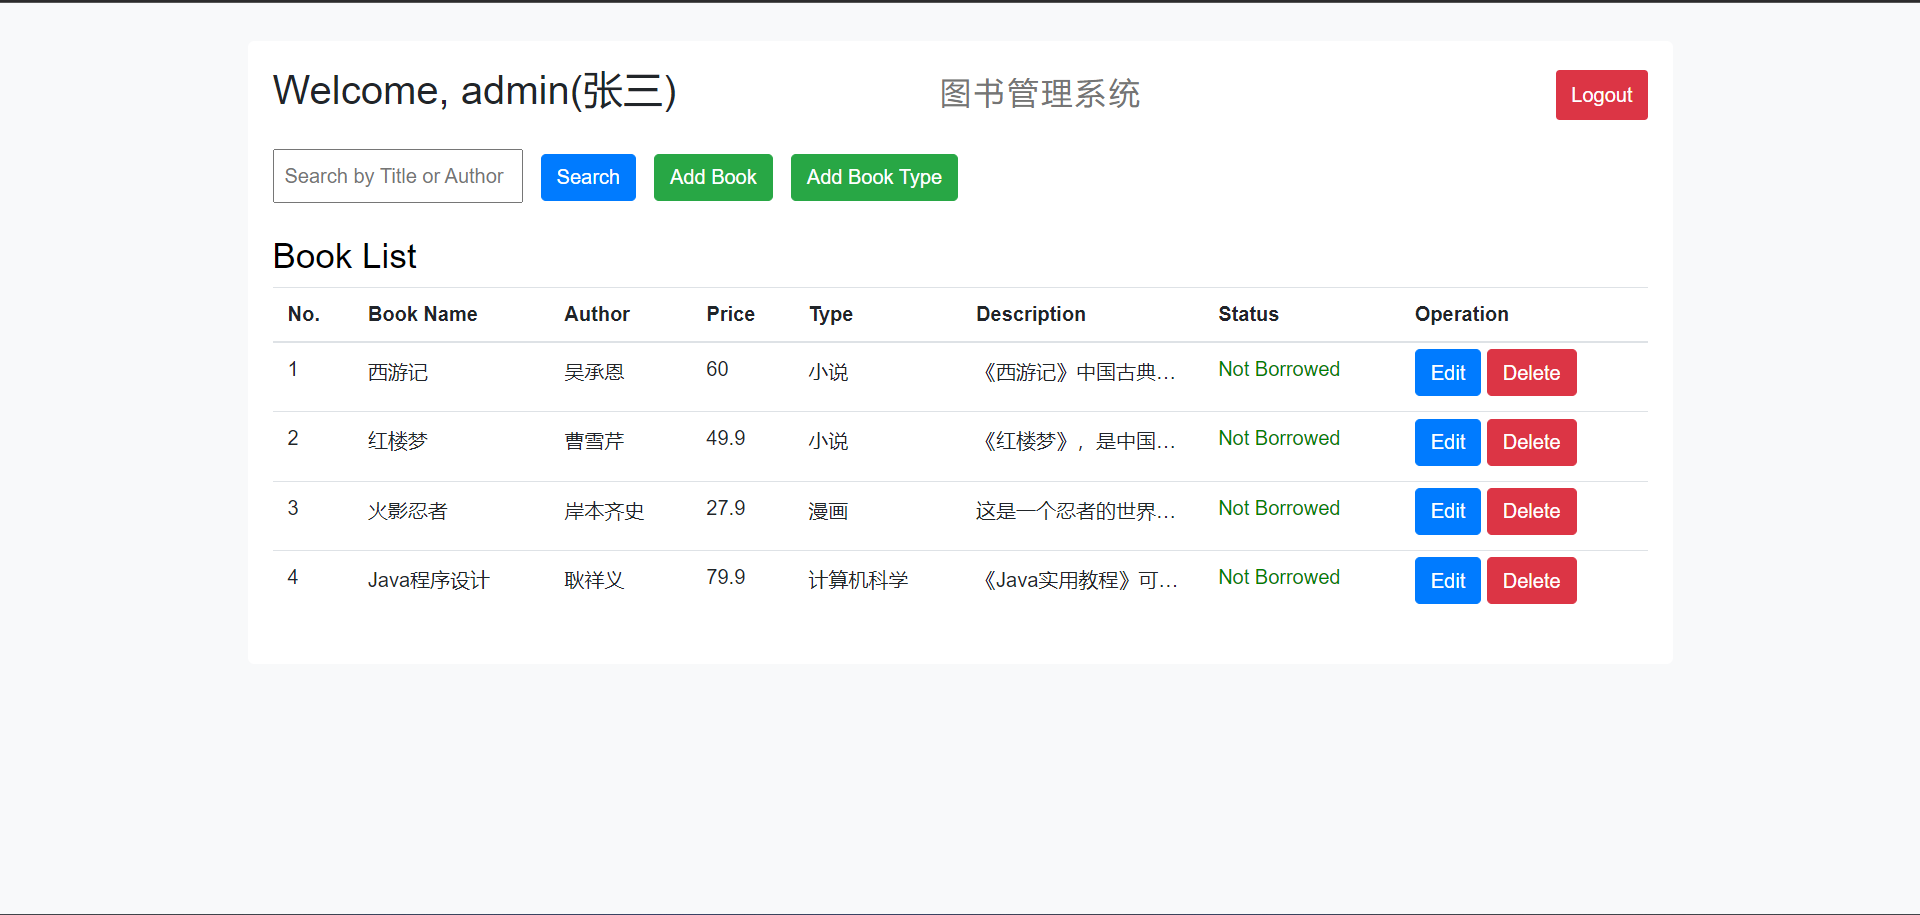 Welcome, admin(张三) 图书管理系统 Logout
Search by Title or Author Search Add Book Add Book Type
Book List
No. Book Name Author Price Type Description Status Operation
1 西游记 吴承恩 60 小说 《西游记》中国古典... Not Borrowed Edit Delete
2 红楼梦 曹雪芹 49.9 小说 《红楼梦》，是中国... Not Borrowed Edit Delete
3 火影忍者 岸本齐史 27.9 漫画 这是一个忍者的世界... Not Borrowed Edit Delete
4 Java程序设计 耿祥义 79.9 计算机科学 《Java实用教程》可... Not Borrowed Edit Delete